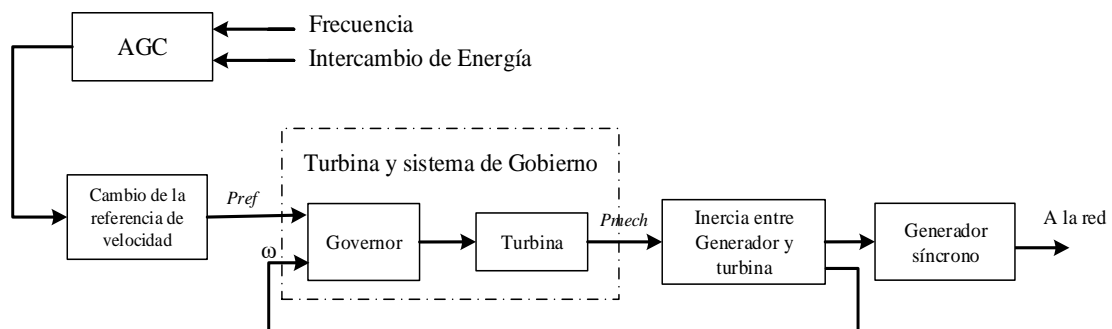 AGC
Frecuencia
Intercambio de Energía
Turbina y sistema de Gobierno
Cambio de la
referencia de
velocidad
Pref
ω
Governor
Turbina
Pmech
Inercia entre
Generador y
turbina
Generador
síncrono
A la red